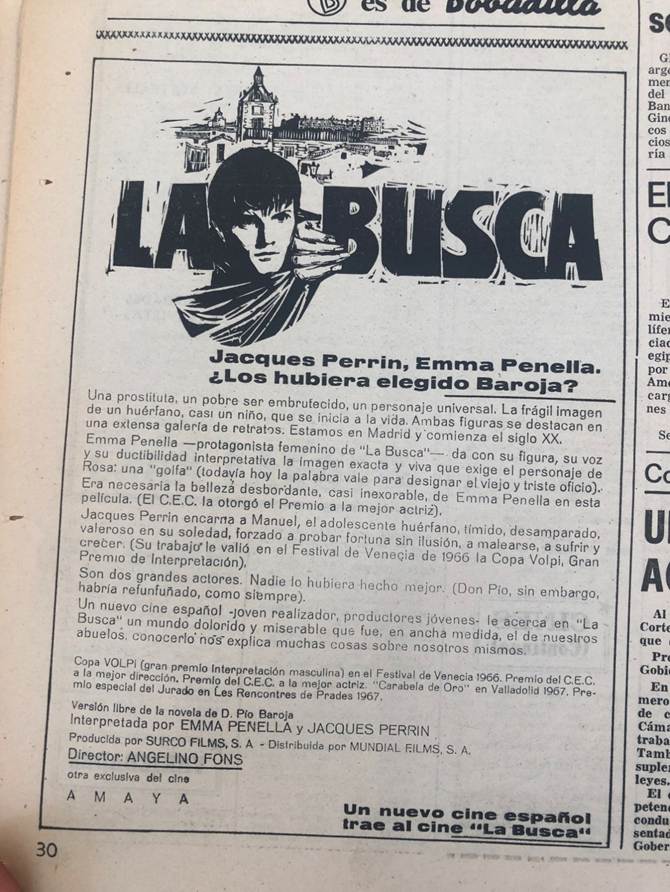 es de Bobadilla
LA BUSCA
Jacques Perrin, Emma Penella.
¿Los hubiera elegido Baroja?
Una prostituta, un pobre ser embrufecido, un personaje universal. La frágil imagen
de un huérfano, casi un niño, que se inicia a la vida. Ambas figuras se destacan en
una extensa galería de retratos. Estamos en Madrid y comienza el siglo XX.
Emma Penella —protagonista femenino de "La Busca"— da con su figura, su voz
y su ductibilidad interpretativa la imagen exacta y viva que exige el personaje de
Rosa: una "golfa" (todavía hoy la palabra vale para designar el viejo y triste oficio).
Era necesaria la belleza desbordante, casi inexorable, de Emma Penella en esta
película. (El C.E.C. la otorgó el Premio a la mejor actriz).
Jacques Perrin encarna a Manuel, el adolescente huérfano, tímido, desamparado,
valeroso en su soledad, forzado a probar fortuna sin ilusión, a malearse, a sufrir y
crecer. (Su trabajo le valió en el Festival de Venecia de 1966 la Copa Volpi, Gran
Premio de Interpretación).
Son dos grandes actores. Nadie lo hubiera hecho mejor. (Don Pío, sin embargo,
habría refunfuñado, como siempre).
Un nuevo cine español -joven realizador, productores jóvenes- le acerca en "La
Busca" un mundo dolorido y miserable que fue, en ancha medida, el de nuestros
abuelos. conocerlo nos explica muchas cosas sobre nosotros mismos.
Copa VOLPI (gran premio Interpretación masculina) en el Festival de Venecia 1966. Premio del C.E.C.
a la mejor dirección. Premio del C.E.C. a la mejor actriz. "Carabela de Oro" en Valladolid 1967. Pre-
mio especial del Jurado en Les Rencontres de Prades 1967.
Versión libre de la novela de D. Pío Baroja
Interpretada por EMMA PENELLA y JACQUES PERRIN
Producida por SURCO FILMS, S. A - Distribuida por MUNDIAL FILMS, S. A.
Director: ANGELINO FONS
otra exclusiva del cine
A M A Y A
Un nuevo cine español
trae al cine "La Busca"
30